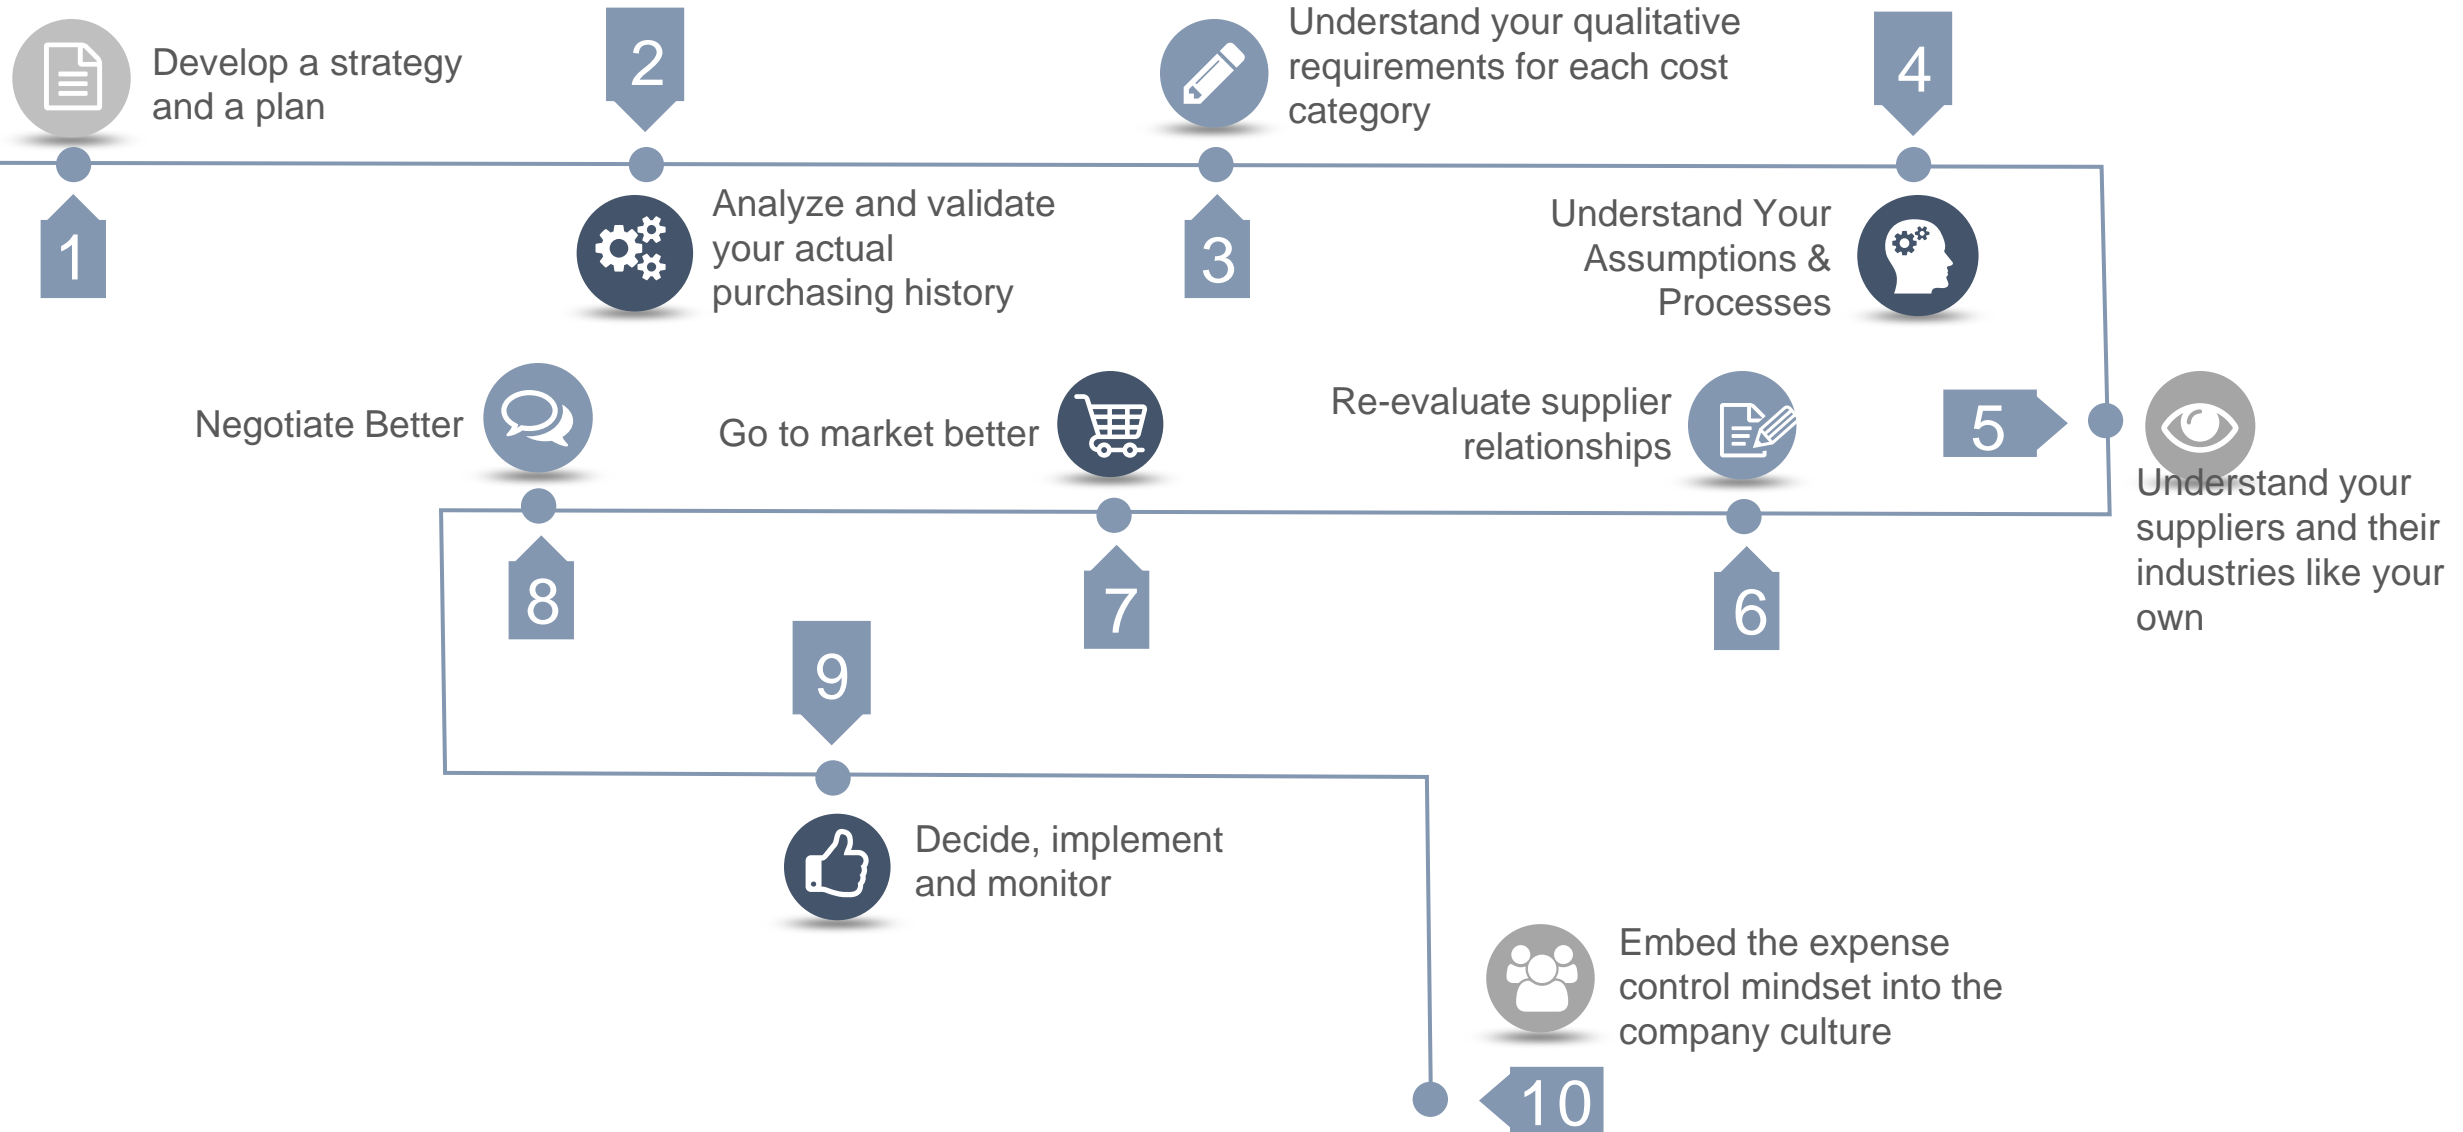 1
Develop a strategy
and a plan
2
Analyze and validate
your actual
purchasing history
3
Understand your qualitative
requirements for each cost
category
4
Understand Your
Assumptions &
Processes
5
Understand your
suppliers and their
industries like your
own
6
Re-evaluate supplier
relationships
7
Go to market better
8
Negotiate Better
9
Decide, implement
and monitor
10
Embed the expense
control mindset into the
company culture